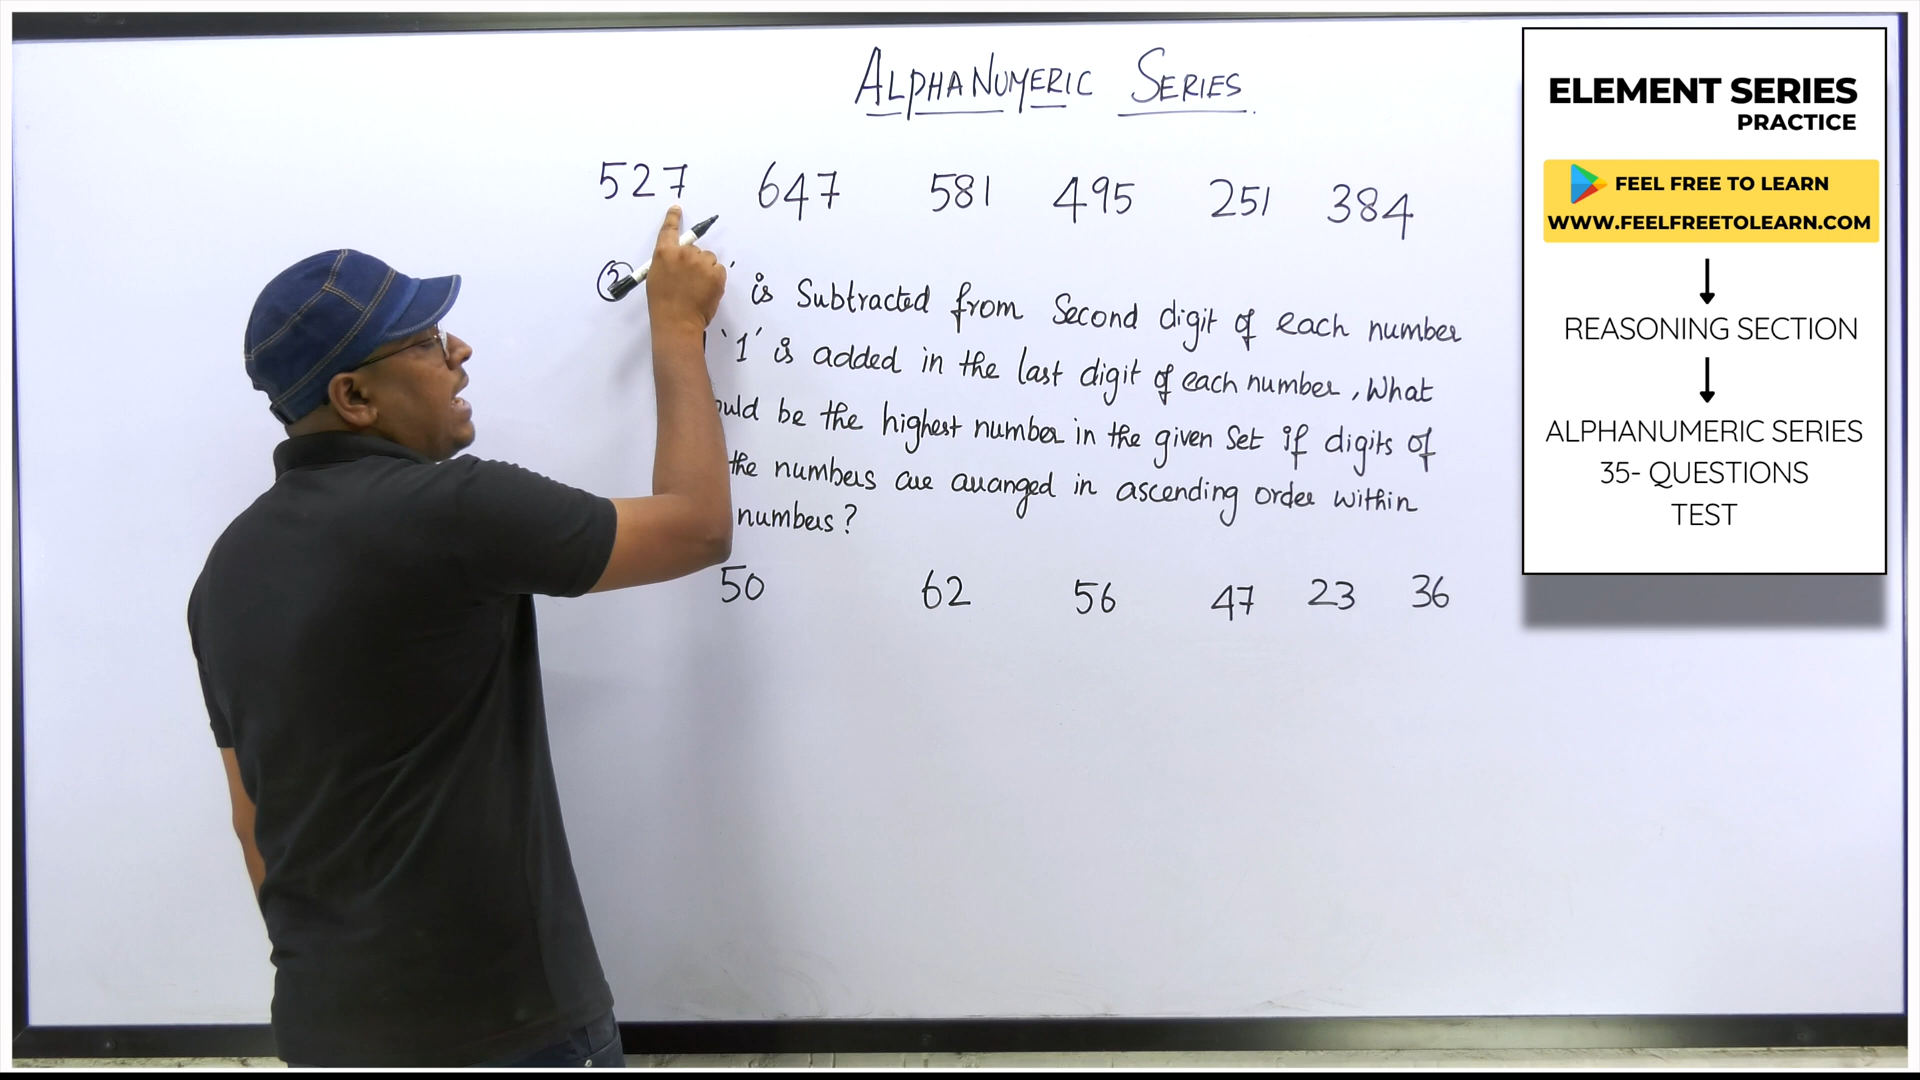 ALPHANUMERIC SERIES
527 647 581 495 251 384
②
is Subtracted from Second digit of each number
'1' is added in the last digit of each number, What
be the highest number in the given Set if digits of
the numbers are arranged in ascending order within
numbers?
50 62 56 47 23 36
ELEMENT SERIES
PRACTICE
FEEL FREE TO LEARN
WWW.FEELFREETOLEARN.COM
REASONING SECTION
ALPHANUMERIC SERIES
35- QUESTIONS
TEST